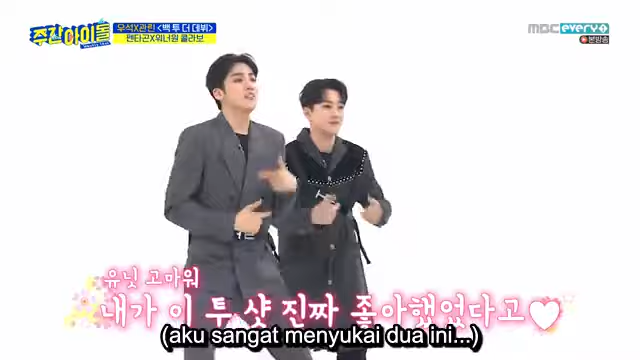 주간아이돌
우석X관린 <백 투 더 데뷔>
펜타곤X워너원 콜라보
MBC every1
본방송
유닛 고마워
내가 이 투 샷 진짜 좋아했었다고♡
(aku sangat menyukai dua ini...)